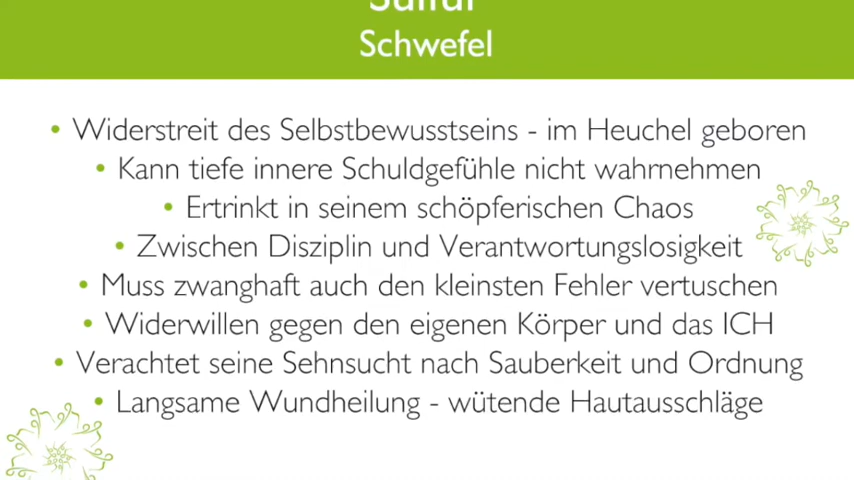 Sulfur
Schwefel
• Widerstreit des Selbstbewusstseins - im Heuchel geboren
• Kann tiefe innere Schuldgefühle nicht wahrnehmen
• Ertrinkt in seinem schöpferischen Chaos
• Zwischen Disziplin und Verantwortungslosigkeit
• Muss zwanghaft auch den kleinsten Fehler vertuschen
• Widerwillen gegen den eigenen Körper und das ICH
• Verachtet seine Sehnsucht nach Sauberkeit und Ordnung
• Langsame Wundheilung - wütende Hautausschläge